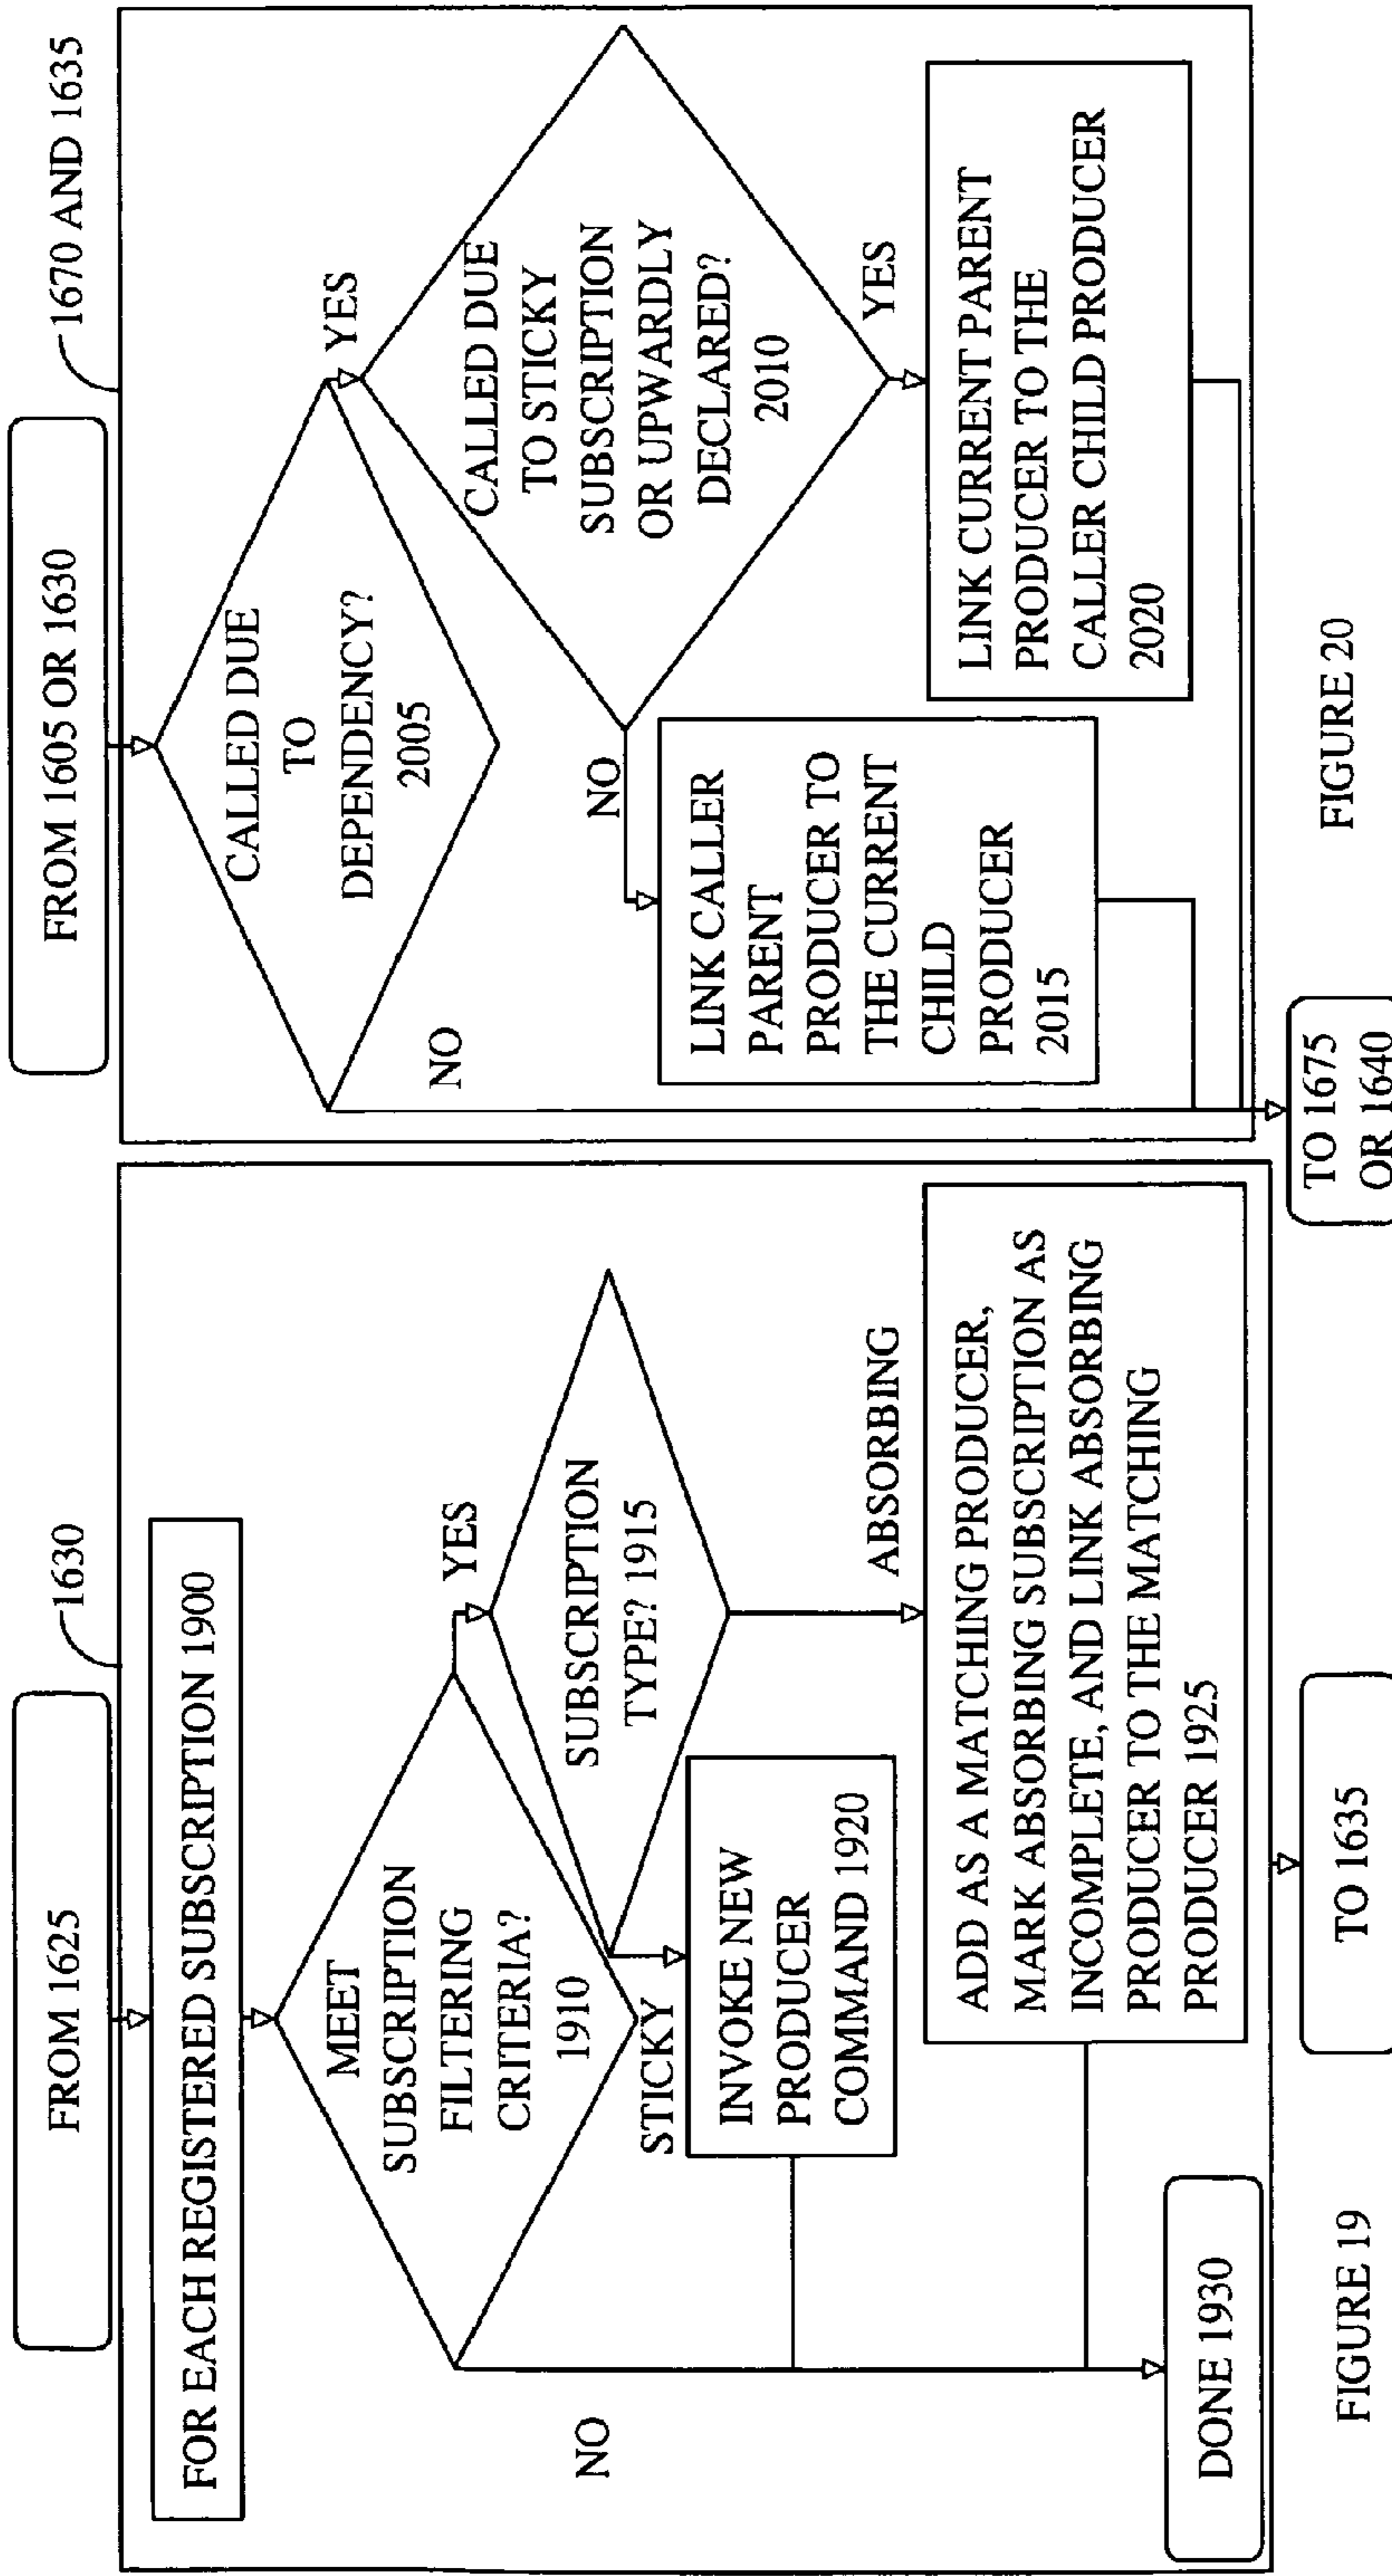 FROM 1625
1630
FOR EACH REGISTERED SUBSCRIPTION 1900
MEET
SUBSCRIPTION
FILTERING
CRITERIA?
1910
YES
NO
SUBSCRIPTION
TYPE? 1915
STICKY
ABSORBING
INVOKE NEW
PRODUCER
COMMAND 1920
ADD AS A MATCHING PRODUCER,
MARK ABSORBING SUBSCRIPTION AS
INCOMPLETE, AND LINK ABSORBING
PRODUCER TO THE MATCHING
PRODUCER 1925
DONE 1930
TO 1635
FIGURE 19
FROM 1605 OR 1630
1670 AND 1635
CALLED DUE
TO
DEPENDENCY?
2005
YES
NO
CALLED DUE
TO STICKY
SUBSCRIPTION
OR UPWARDLY
DECLARED?
2010
NO
YES
LINK CALLER
PARENT
PRODUCER TO
THE CURRENT
CHILD
PRODUCER
2015
LINK CURRENT PARENT
PRODUCER TO THE
CALLER CHILD PRODUCER
2020
TO 1675
OR 1640
FIGURE 20